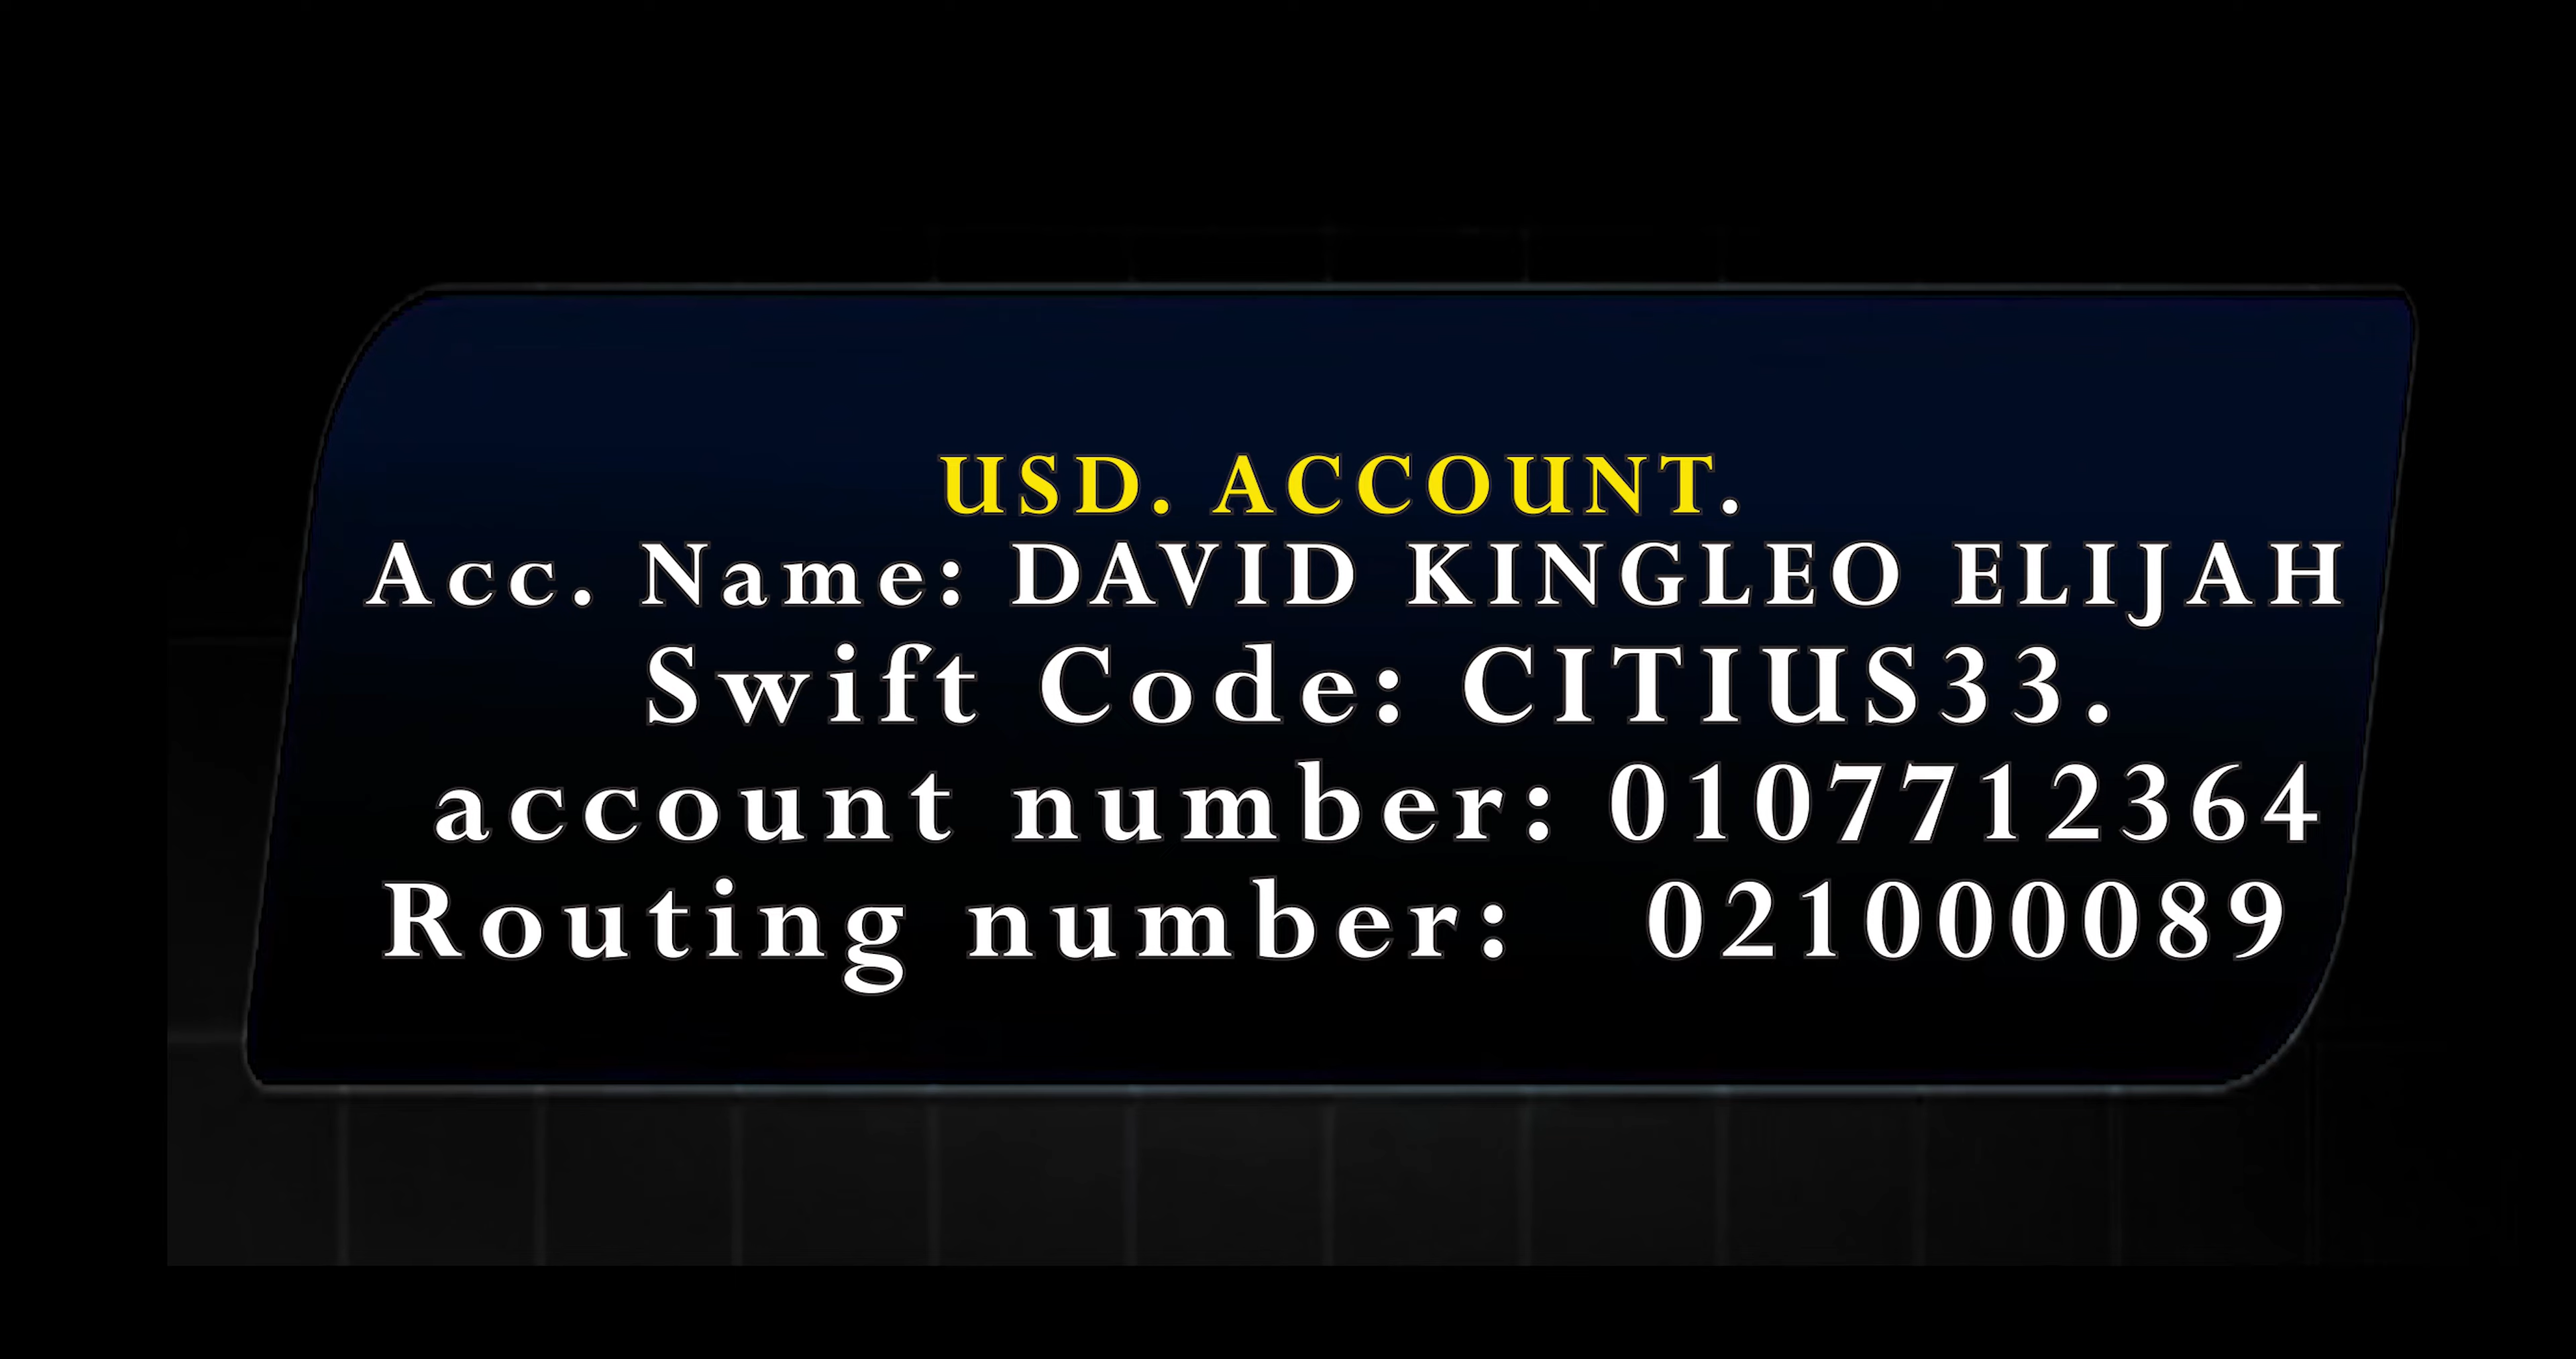 USD. ACCOUNT.
Acc. Name: DAVID KINGLEO ELIJAH
Swift Code: CITIUS33.
account number: 0107712364
Routing number: 021000089